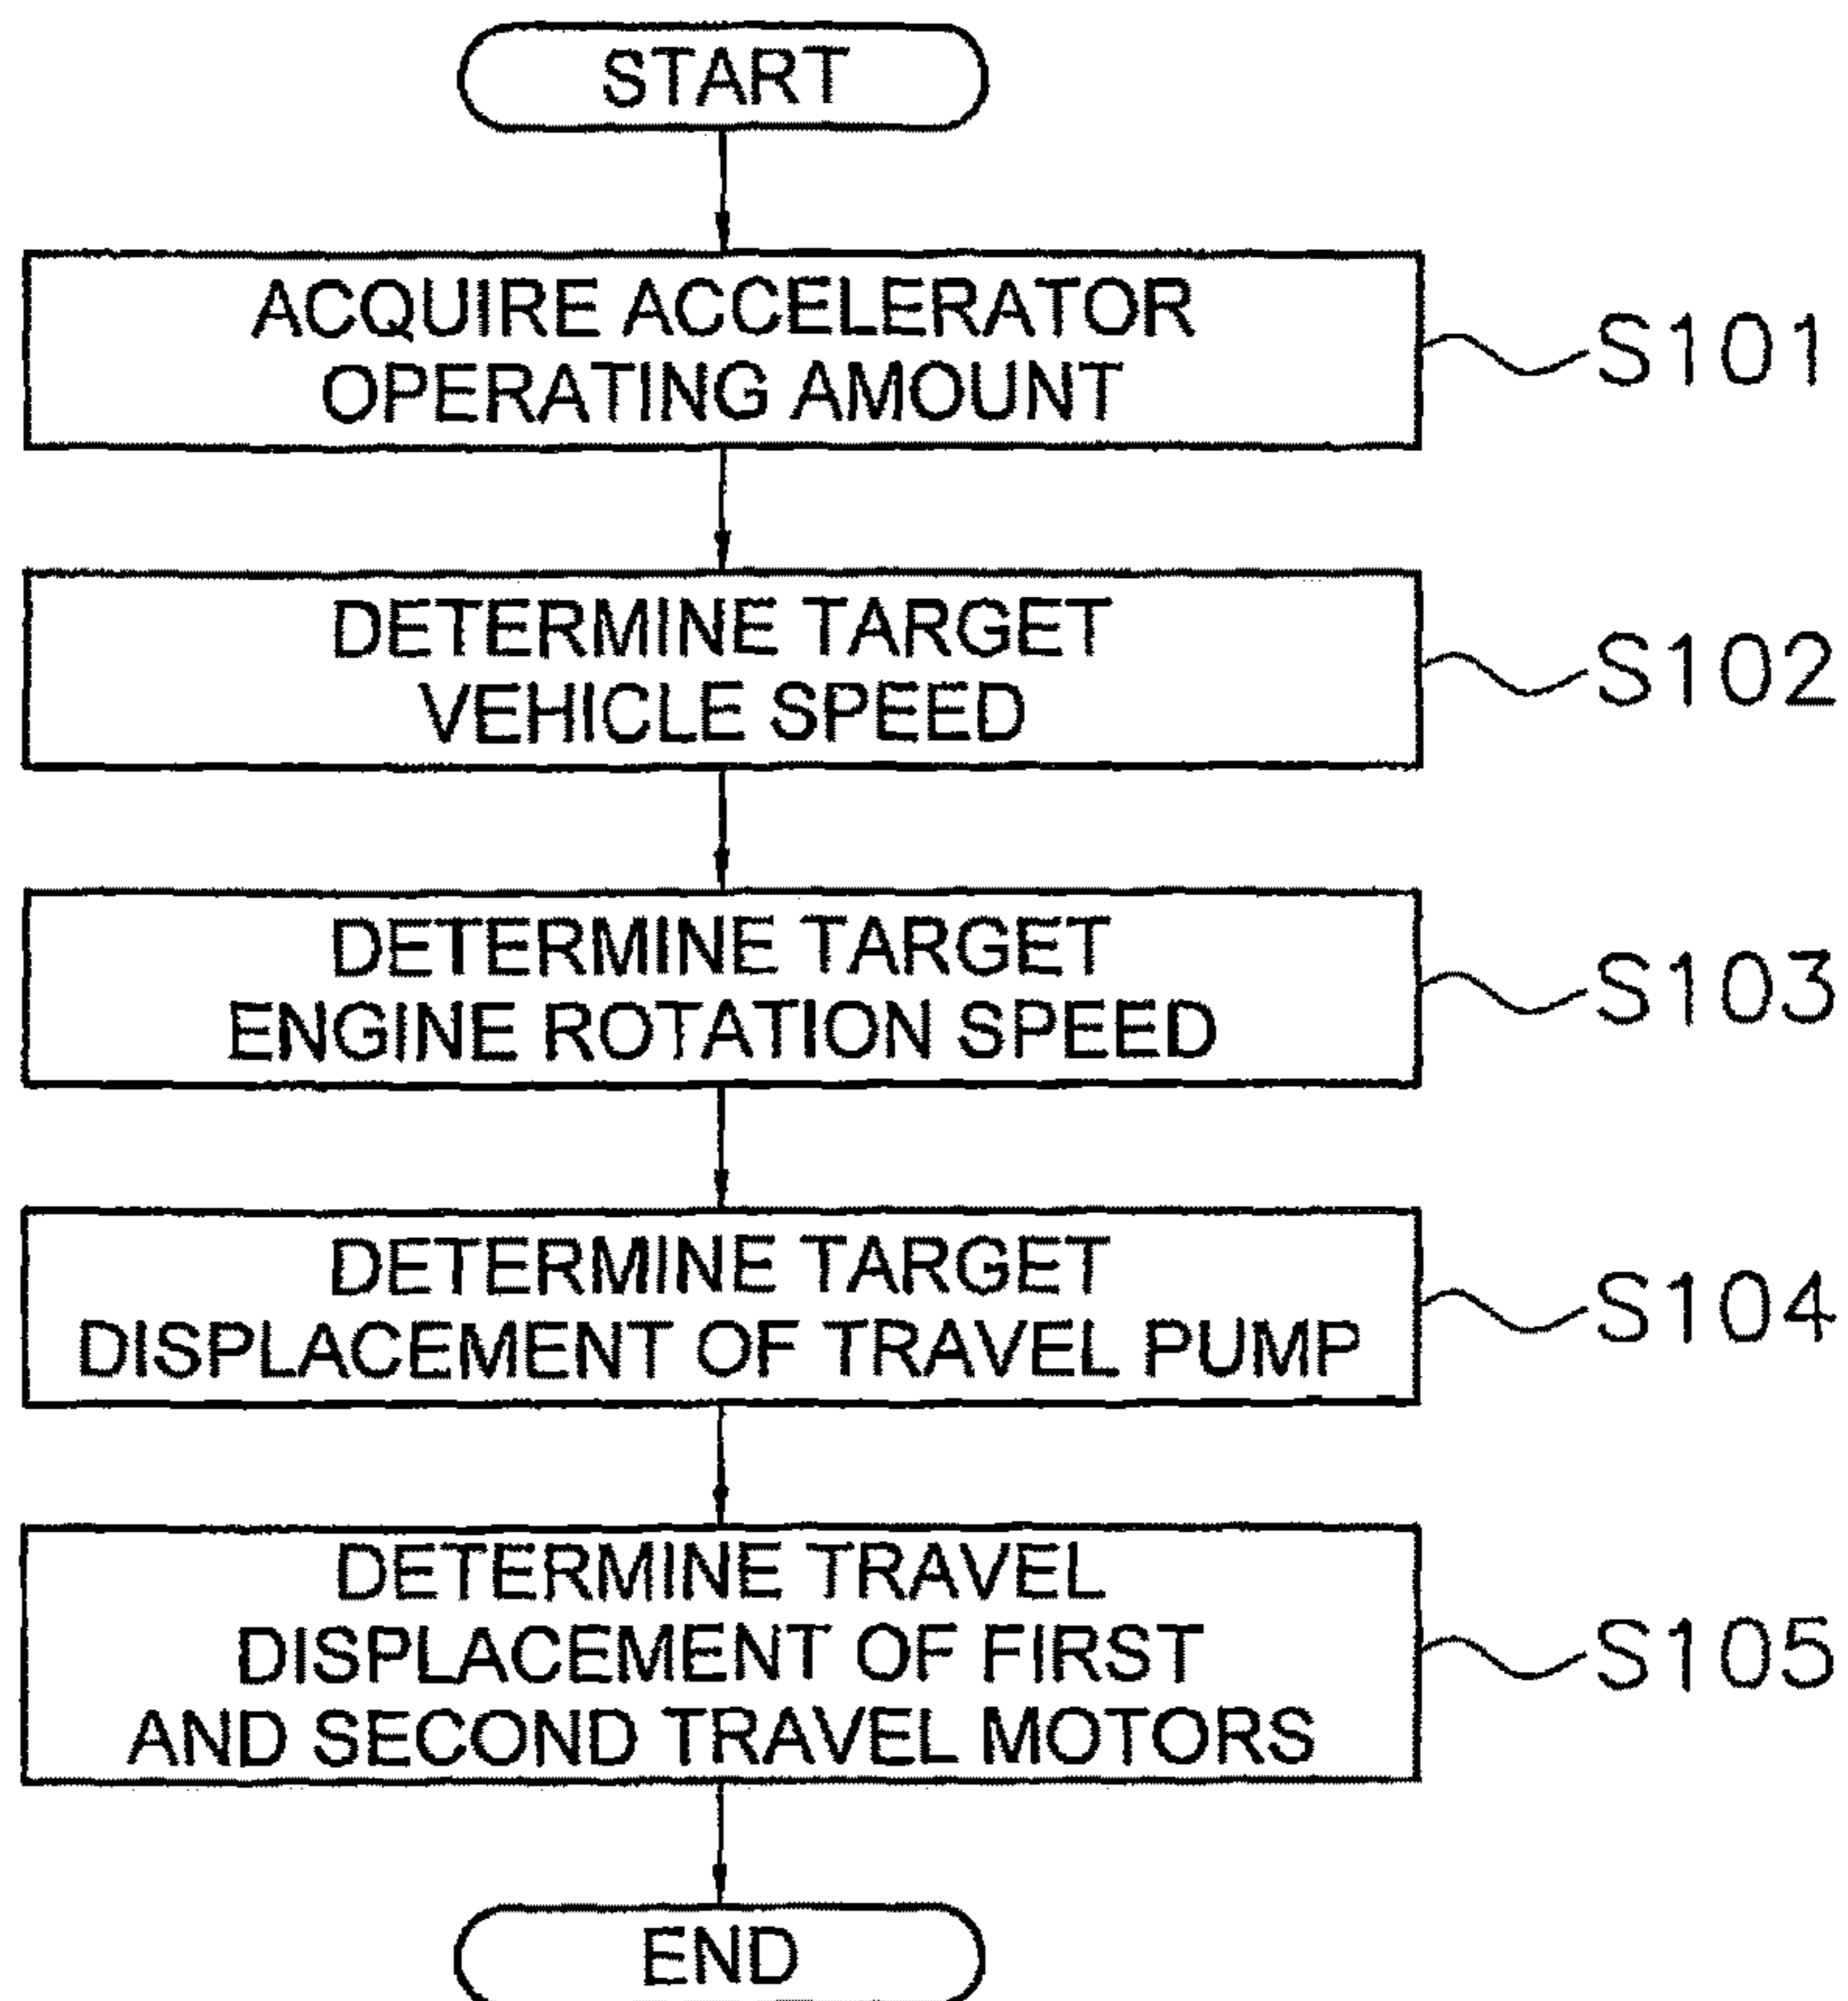 START
ACQUIRE ACCELERATOR
OPERATING AMOUNT
S101
DETERMINE TARGET
VEHICLE SPEED
S102
DETERMINE TARGET
ENGINE ROTATION SPEED
S103
DETERMINE TARGET
DISPLACEMENT OF TRAVEL PUMP
S104
DETERMINE TRAVEL
DISPLACEMENT OF FIRST
AND SECOND TRAVEL MOTORS
S105
END